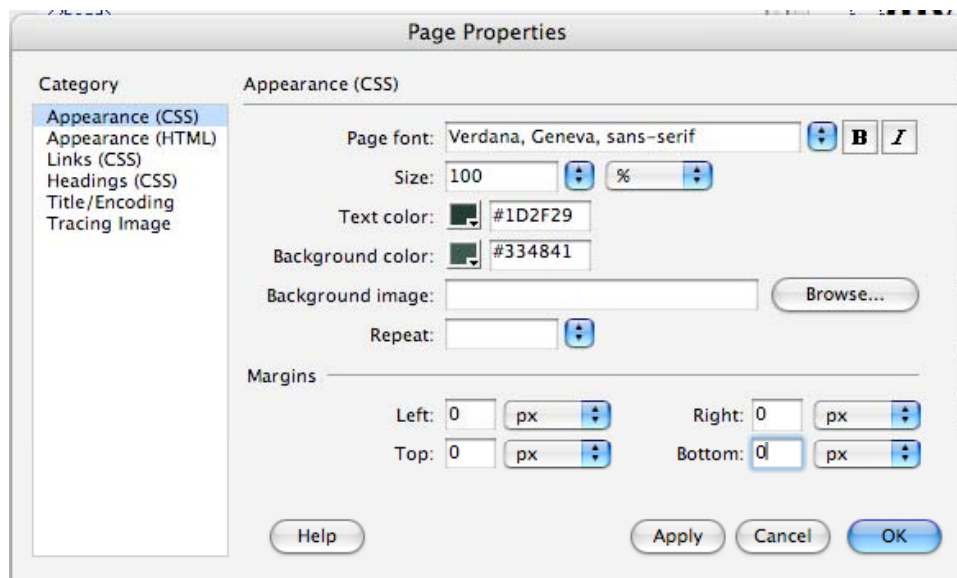 Page Properties
Category
Appearance (CSS)
Appearance (HTML)
Links (CSS)
Headings (CSS)
Title/Encoding
Tracing Image
Appearance (CSS)
Page font: Verdana, Geneva, sans-serif B I
Size: 100 %
Text color: #1D2F29
Background color: #334841
Background image: Browse...
Repeat:
Margins
Left: 0 px Right: 0 px
Top: 0 px Bottom: 0 px
Help Apply Cancel OK